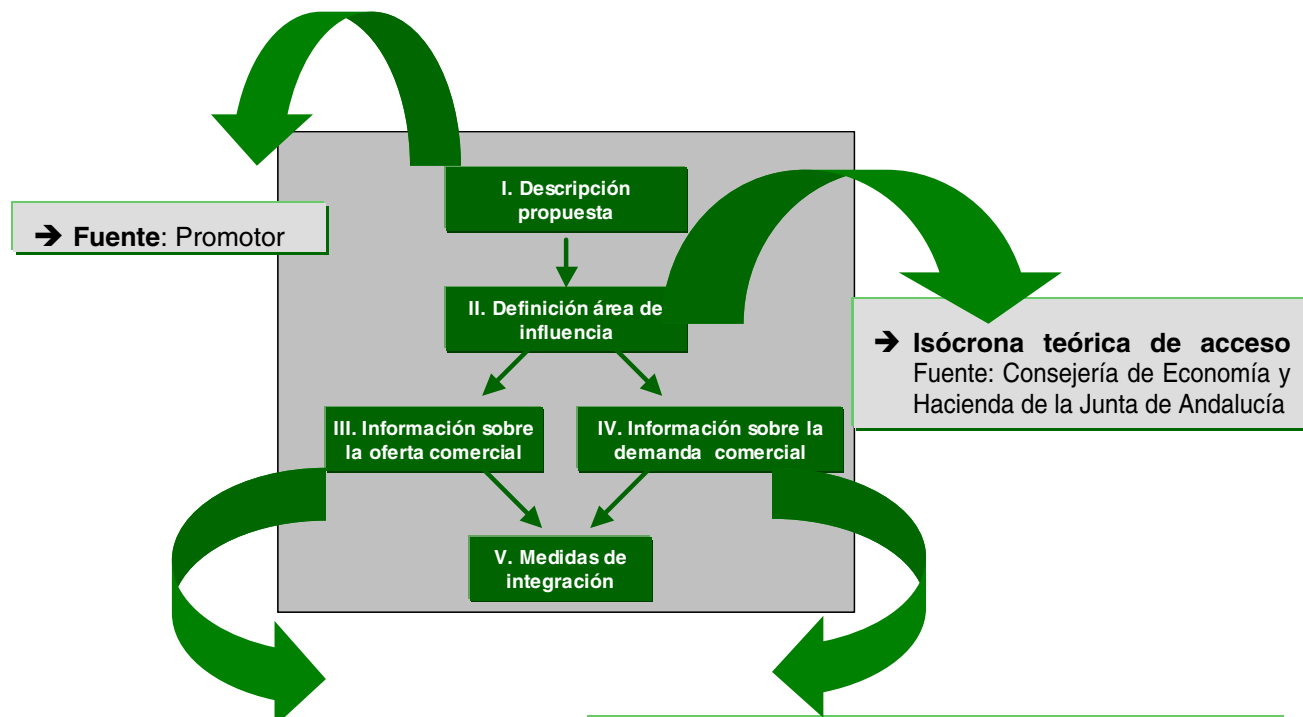 I. Descripción
propuesta
➔ Fuente: Promotor
II. Definición área de
influencia
➔ Isócrona teórica de acceso
Fuente: Consejería de Economía y
Hacienda de la Junta de Andalucía
III. Información sobre
la oferta comercial
IV. Información sobre la
demanda comercial
V. Medidas de
integración